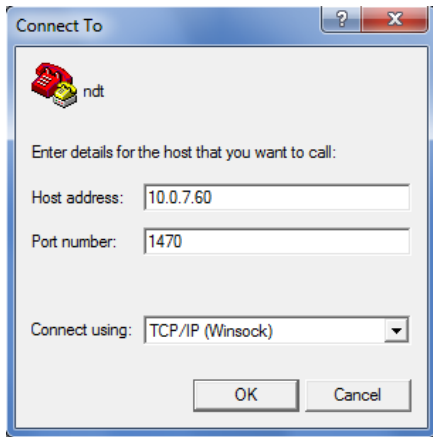 Connect To
ndt
Enter details for the host that you want to call:
Host address: 10.0.7.60
Port number: 1470
Connect using: TCP/IP (Winsock)
OK Cancel